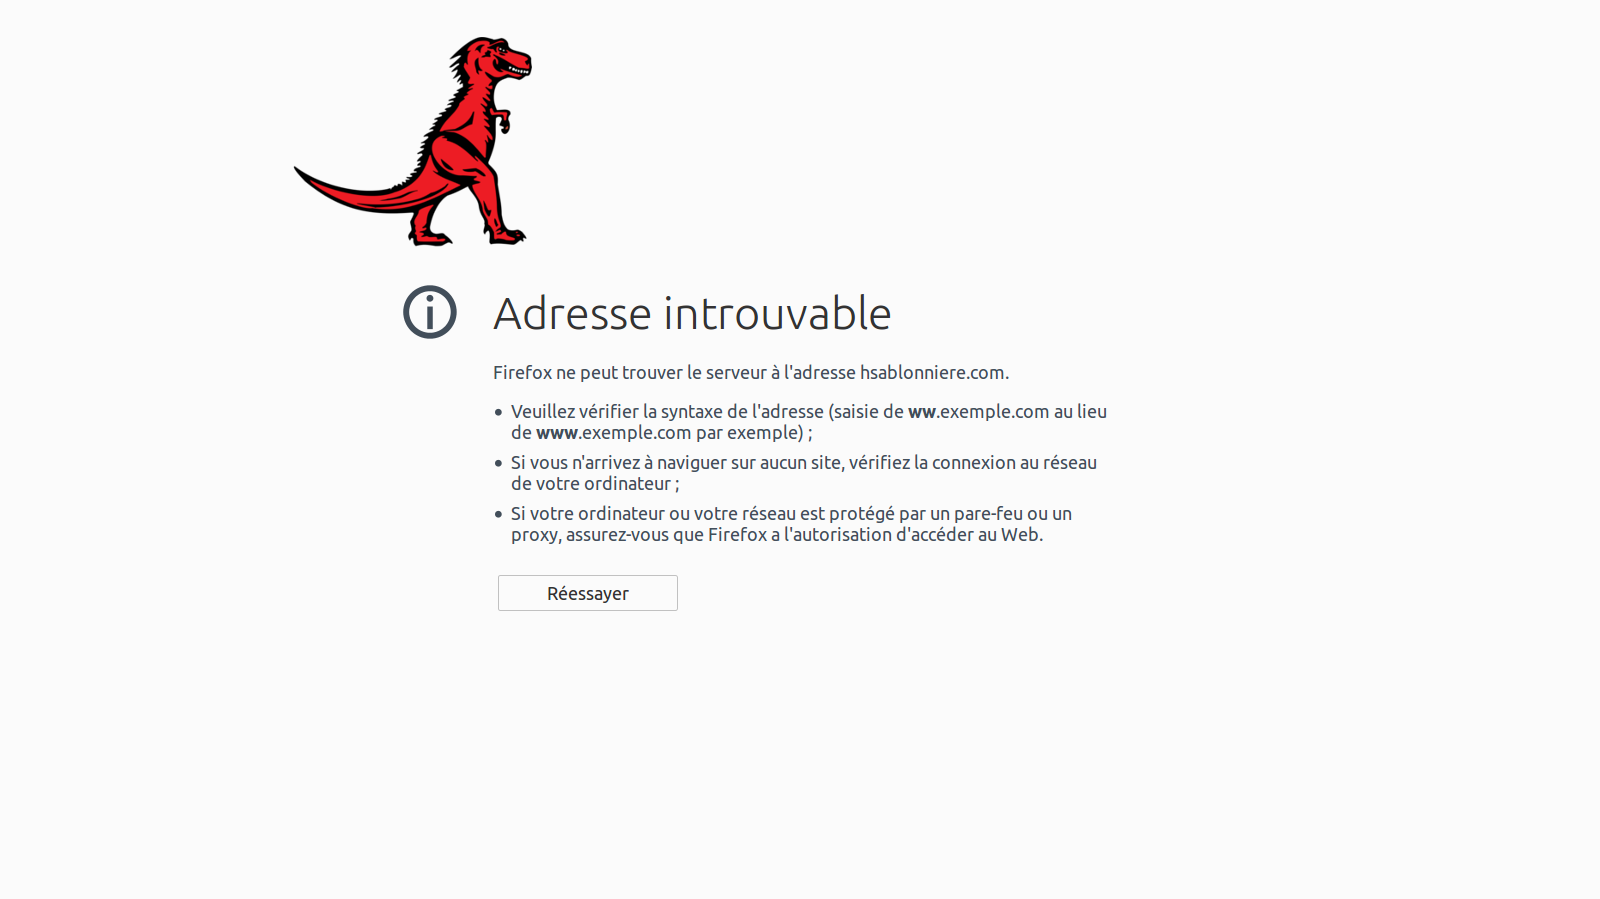 Adresse introuvable
Firefox ne peut trouver le serveur à l'adresse hsablonniere.com.
• Veuillez vérifier la syntaxe de l'adresse (saisie de ww.exemple.com au lieu
de www.exemple.com par exemple) ;
• Si vous n'arrivez à naviguer sur aucun site, vérifiez la connexion au réseau
de votre ordinateur ;
• Si votre ordinateur ou votre réseau est protégé par un pare-feu ou un
proxy, assurez-vous que Firefox a l'autorisation d'accéder au Web.
Réessayer